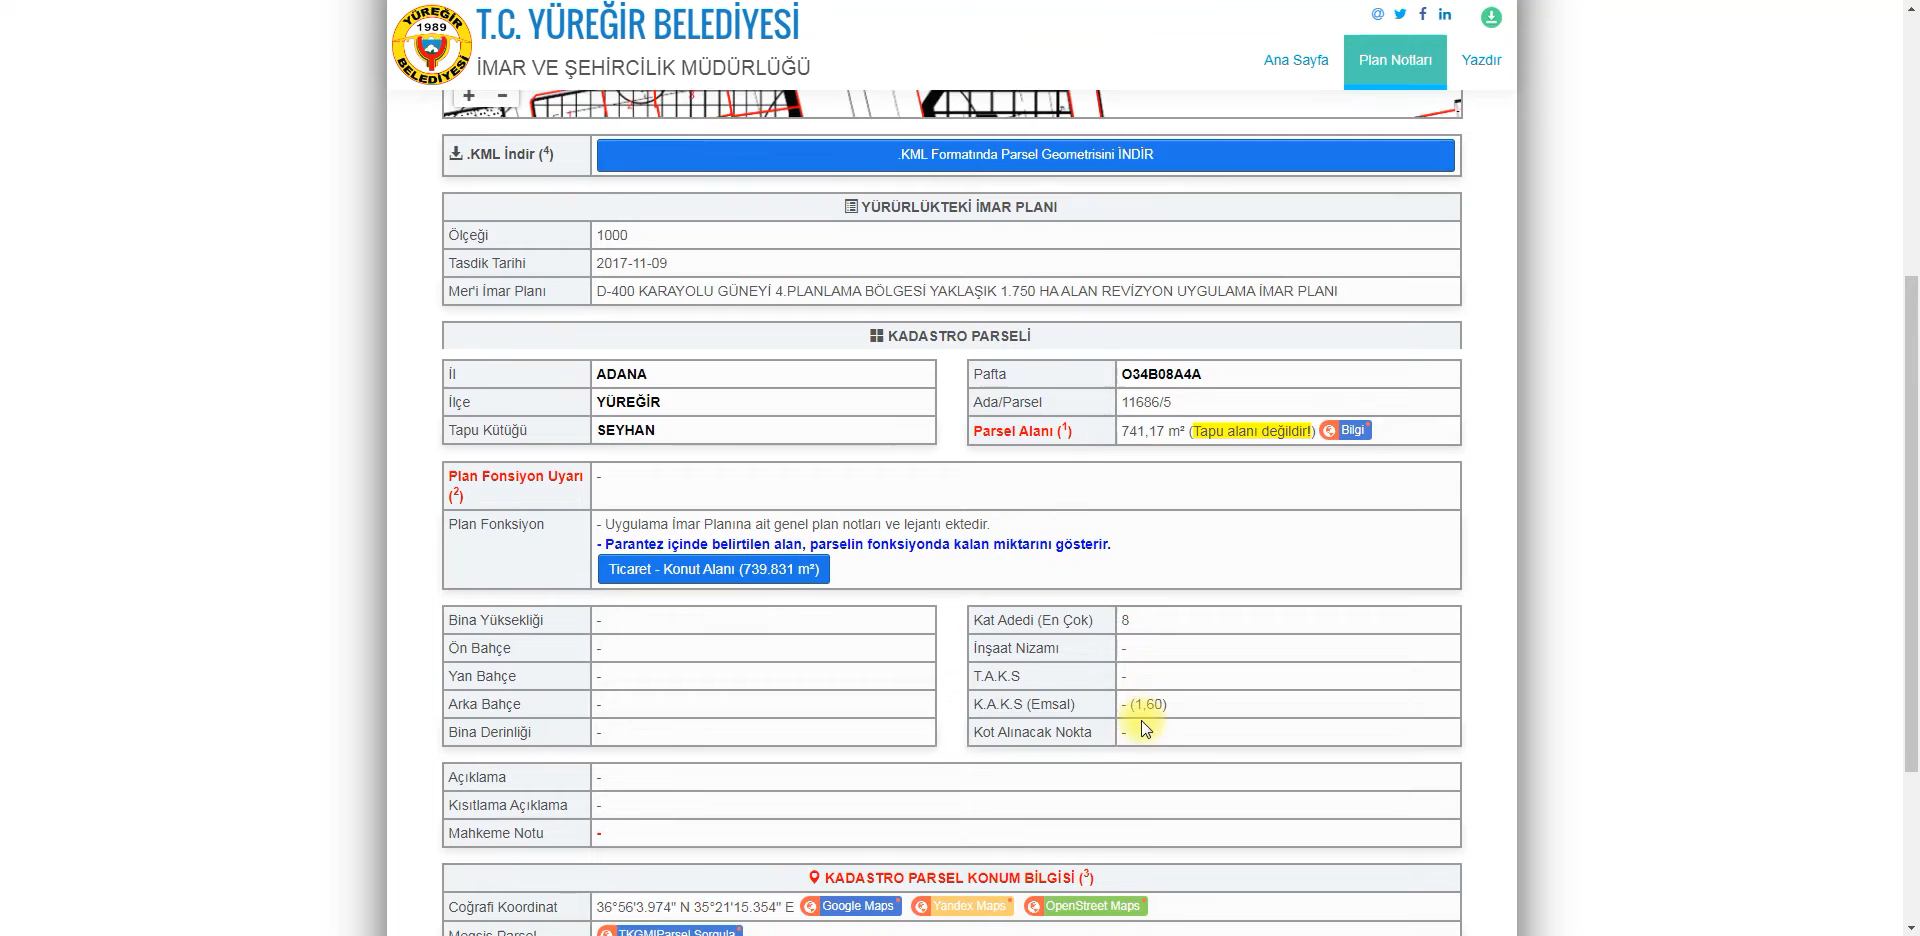 YÜREĞİR
1989
BELEDİYESİ
T.C. YÜREĞİR BELEDİYESİ
İMAR VE ŞEHİRCİLİK MÜDÜRLÜĞÜ
Ana Sayfa
Plan Notları
Yazdır
+ −
.KML İndir (4)
.KML Formatında Parsel Geometrisini İNDİR
YÜRÜRLÜKTEKİ İMAR PLANI
Ölçeği 1000
Tasdik Tarihi 2017-11-09
Mer'i İmar Planı D-400 KARAYOLU GÜNEYİ 4.PLANLAMA BÖLGESİ YAKLAŞIK 1.750 HA ALAN REVİZYON UYGULAMA İMAR PLANI
KADASTRO PARSELİ
İl ADANA
İlçe YÜREĞİR
Tapu Kütüğü SEYHAN
Pafta O34B08A4A
Ada/Parsel 11686/5
Parsel Alanı (1) 741,17 m² (Tapu alanı değildir!) Bilgi
Plan Fonsiyon Uyarı (2) -
Plan Fonksiyon
- Uygulama İmar Planına ait genel plan notları ve lejantı ektedir.
- Parantez içinde belirtilen alan, parselin fonksiyonda kalan miktarını gösterir.
Ticaret - Konut Alanı (739.831 m²)
Bina Yüksekliği -
Ön Bahçe -
Yan Bahçe -
Arka Bahçe -
Bina Derinliği -
Kat Adedi (En Çok) 8
İnşaat Nizamı -
T.A.K.S -
K.A.K.S (Emsal) - (1,60)
Kot Alınacak Nokta -
Açıklama -
Kısıtlama Açıklama -
Mahkeme Notu -
KADASTRO PARSEL KONUM BİLGİSİ (3)
Coğrafi Koordinat 36°56'3.974" N 35°21'15.354" E Google Maps Yandex Maps OpenStreet Maps
Megsis Parsel TKGM|Parsel Sorgula